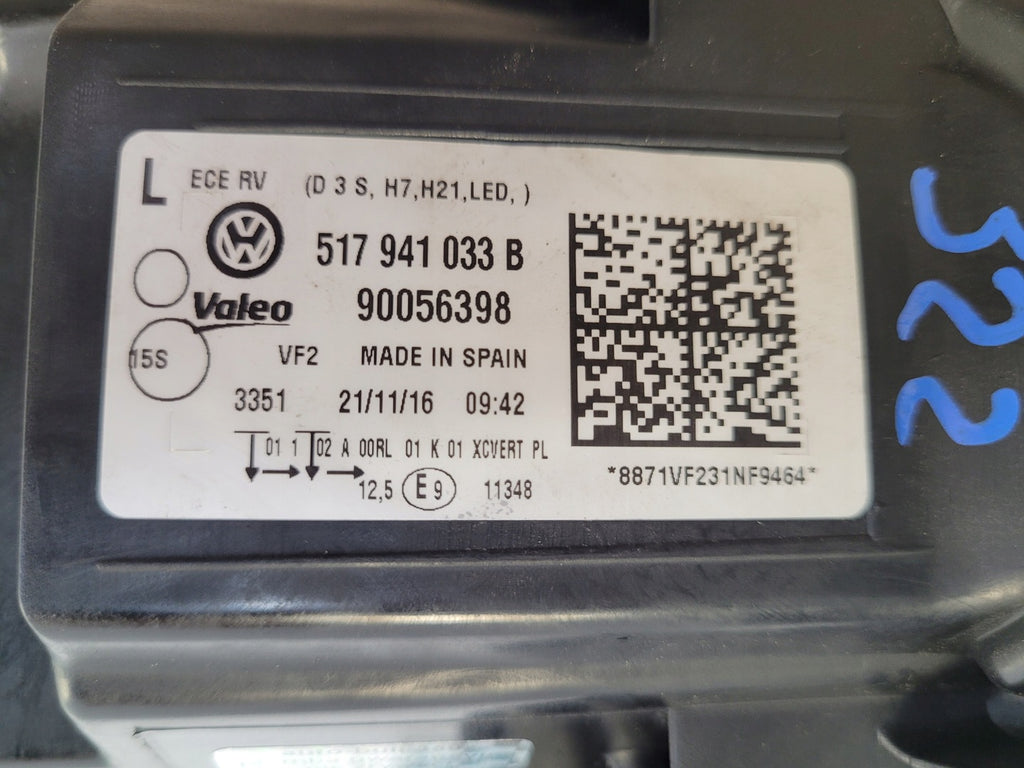 L ECE RV (D 3 S, H7,H21,LED, )
517 941 033 B
Valeo 90056398
15S VF2 MADE IN SPAIN
3351 21/11/16 09:42
01 1 02 A 00RL 01 K 01 XCVERT PL
12,5 E9 11348
*8871VF231NF9464*
522